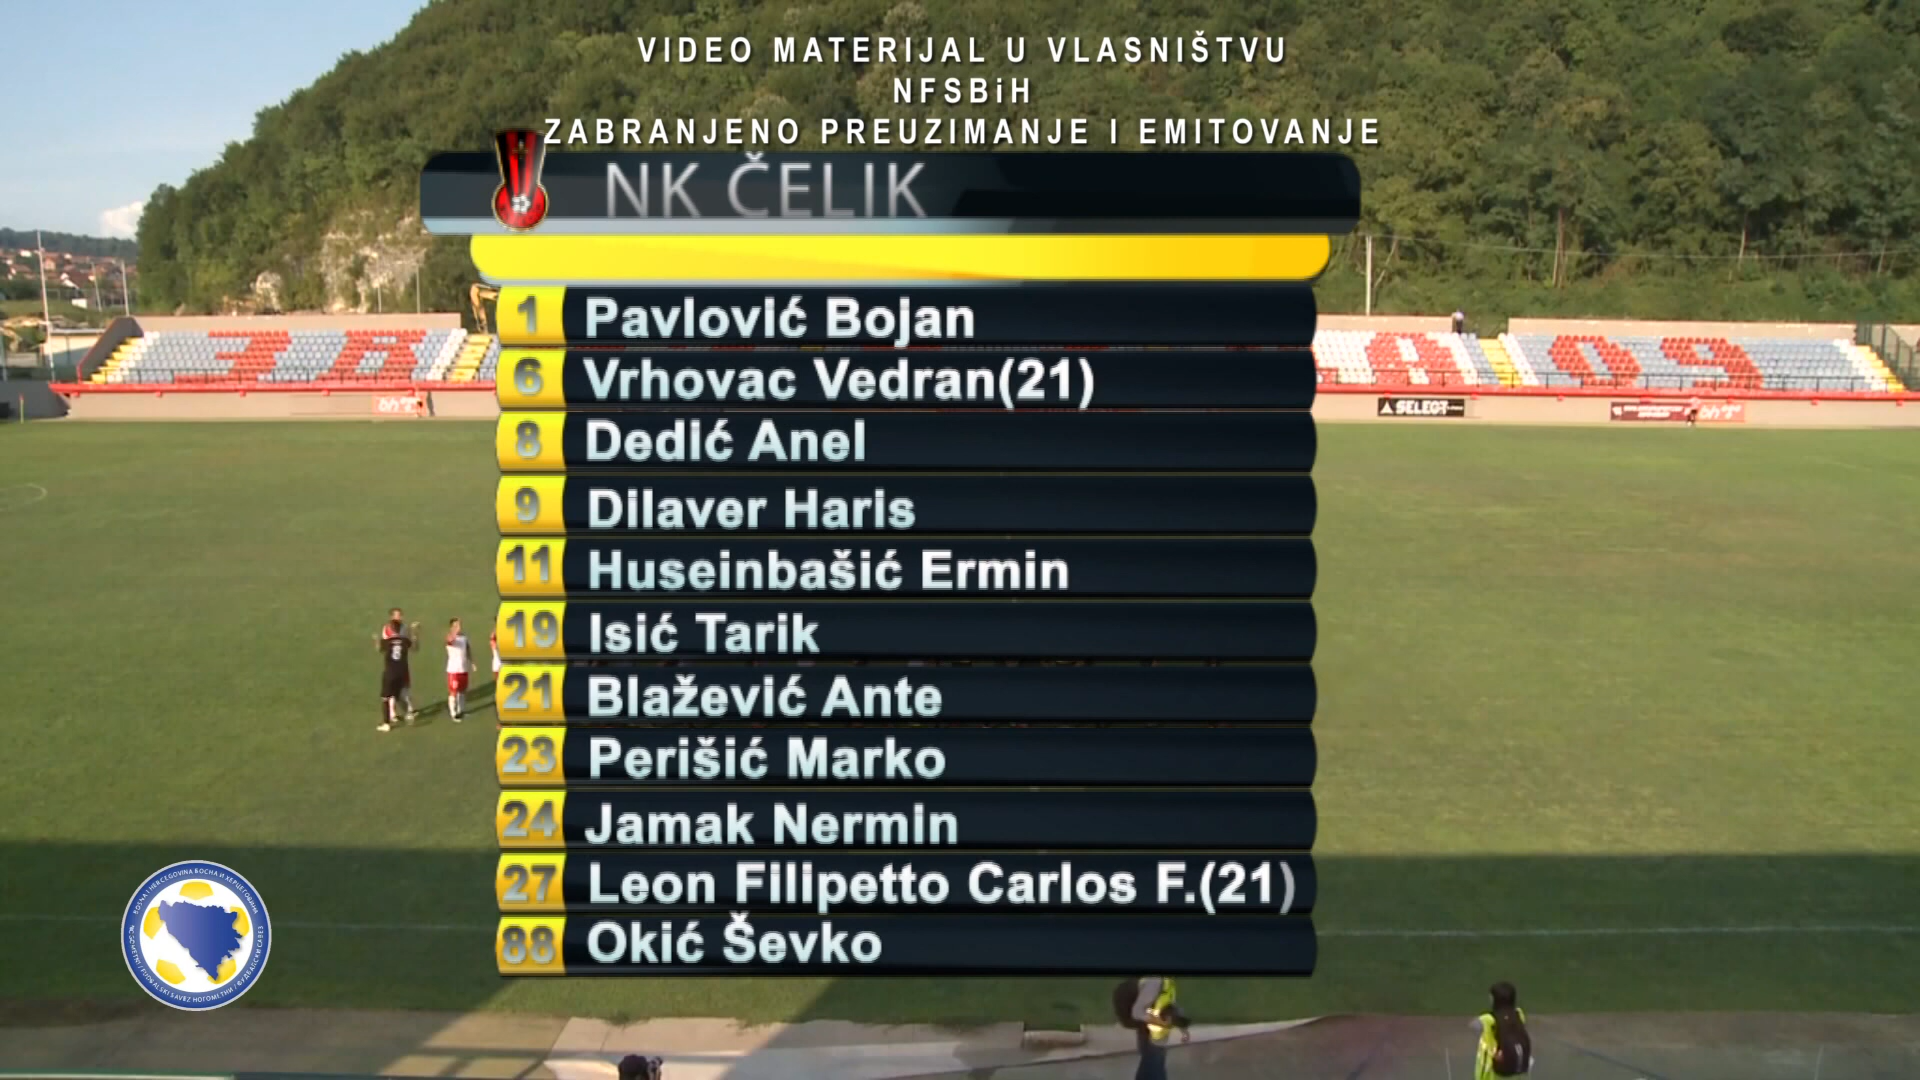 VIDEO MATERIJAL U VLASNIŠTVU
NFSBiH
ZABRANJENO PREUZIMANJE I EMITOVANJE
NK ČELIK
1 Pavlović Bojan
6 Vrhovac Vedran(21)
8 Dedić Anel
9 Dilaver Haris
11 Huseinbašić Ermin
19 Isić Tarik
21 Blažević Ante
23 Perišić Marko
24 Jamak Nermin
27 Leon Filipetto Carlos F.(21)
88 Okić Ševko
SELECT